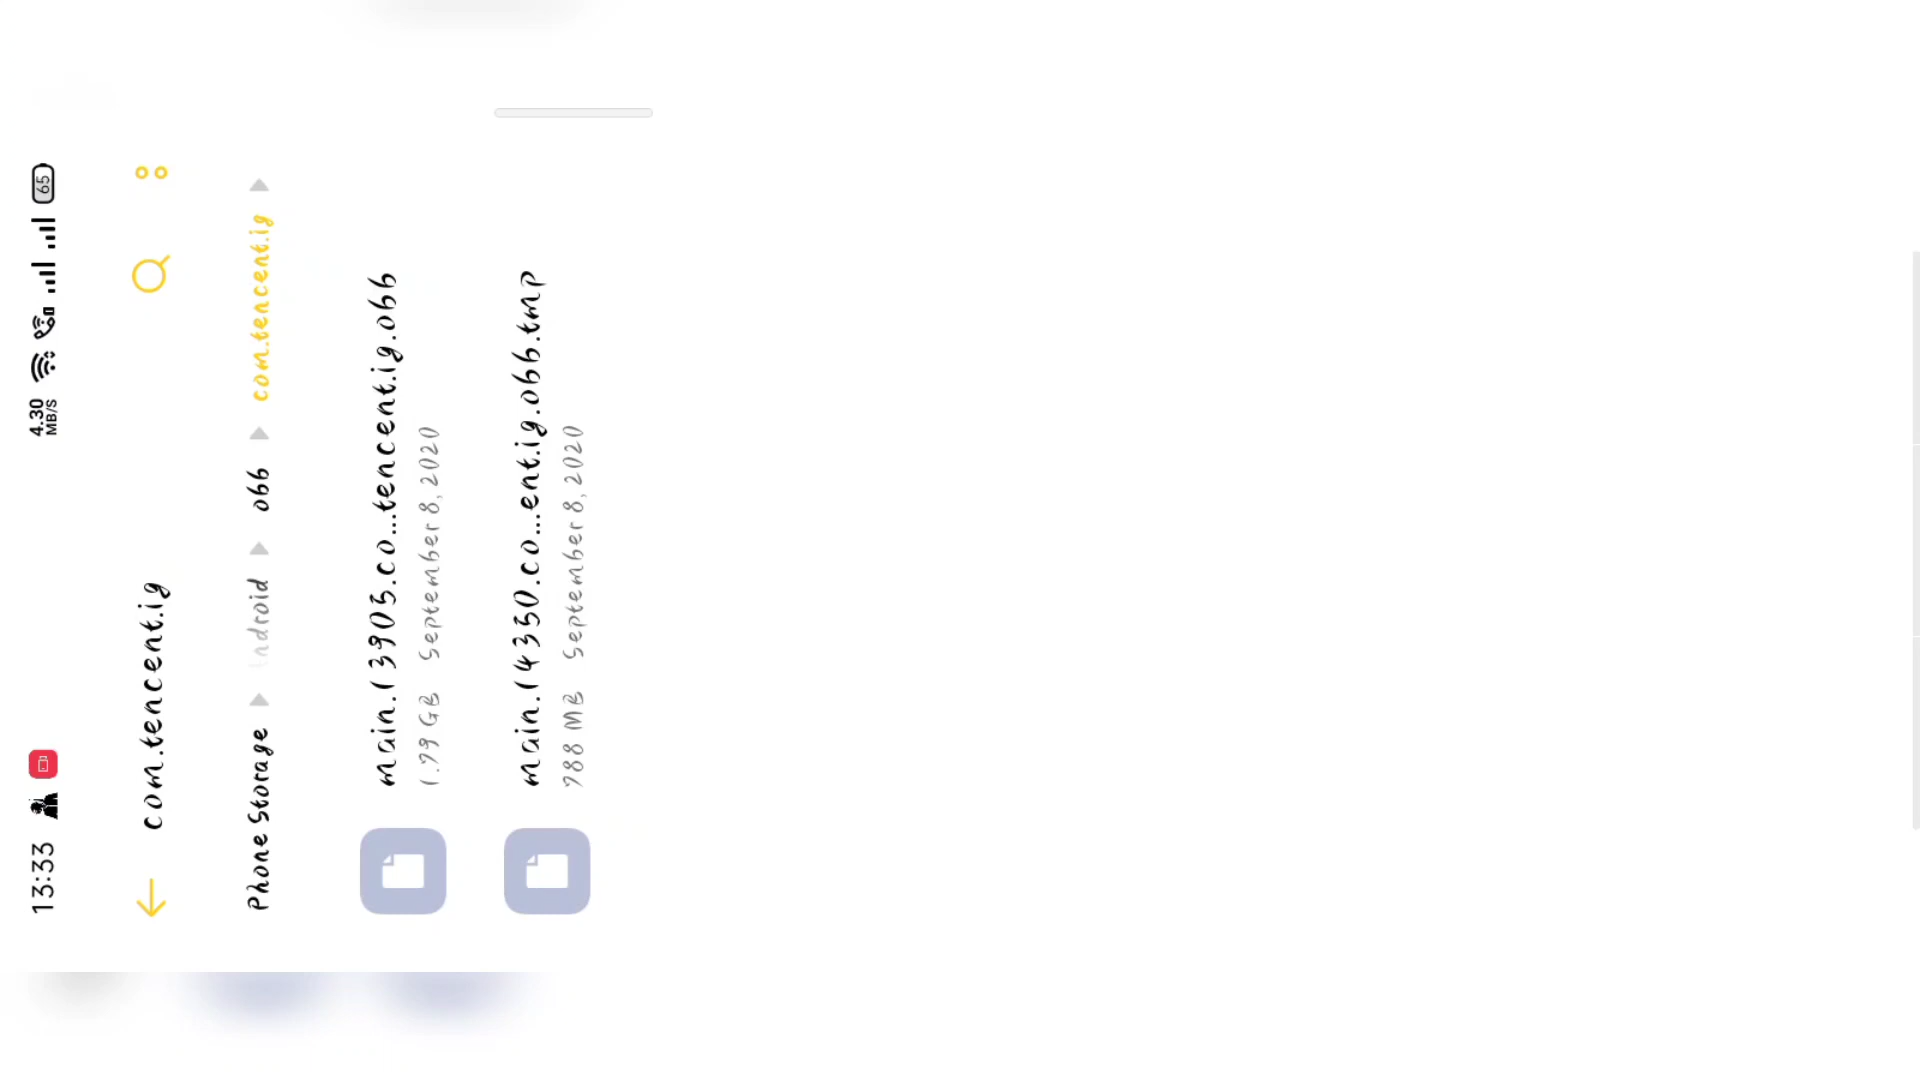 13:33 4.30 MB/S 65
com.tencent.ig
Phone Storage Android obb com.tencent.ig
main.13905.co...tencent.ig.obb
1.79 GB September 8, 2020
main.14350.co...ent.ig.obb.tmp
788 MB September 8, 2020